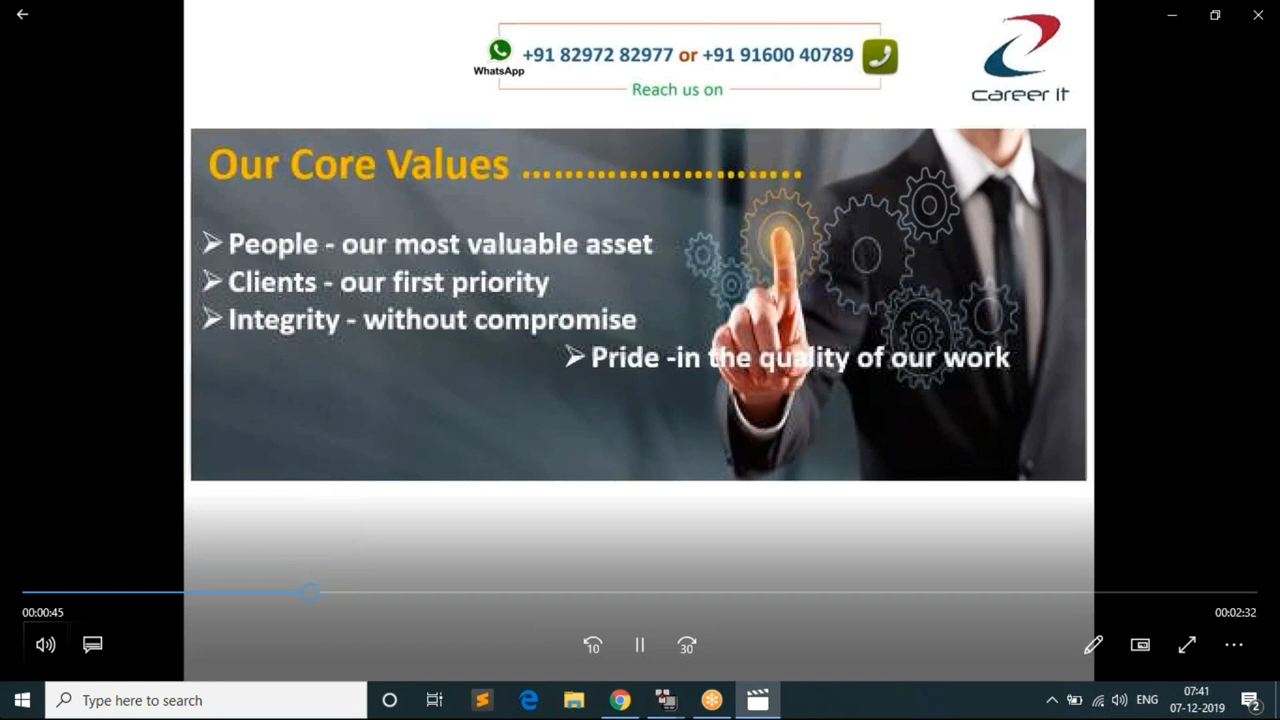 +91 82972 82977 or +91 91600 40789
WhatsApp
Reach us on
career it
Our Core Values ..........................
➢ People - our most valuable asset
➢ Clients - our first priority
➢ Integrity - without compromise
➢ Pride -in the quality of our work
00:00:45
00:02:32
10
30
Type here to search
ENG
07:41
07-12-2019
2